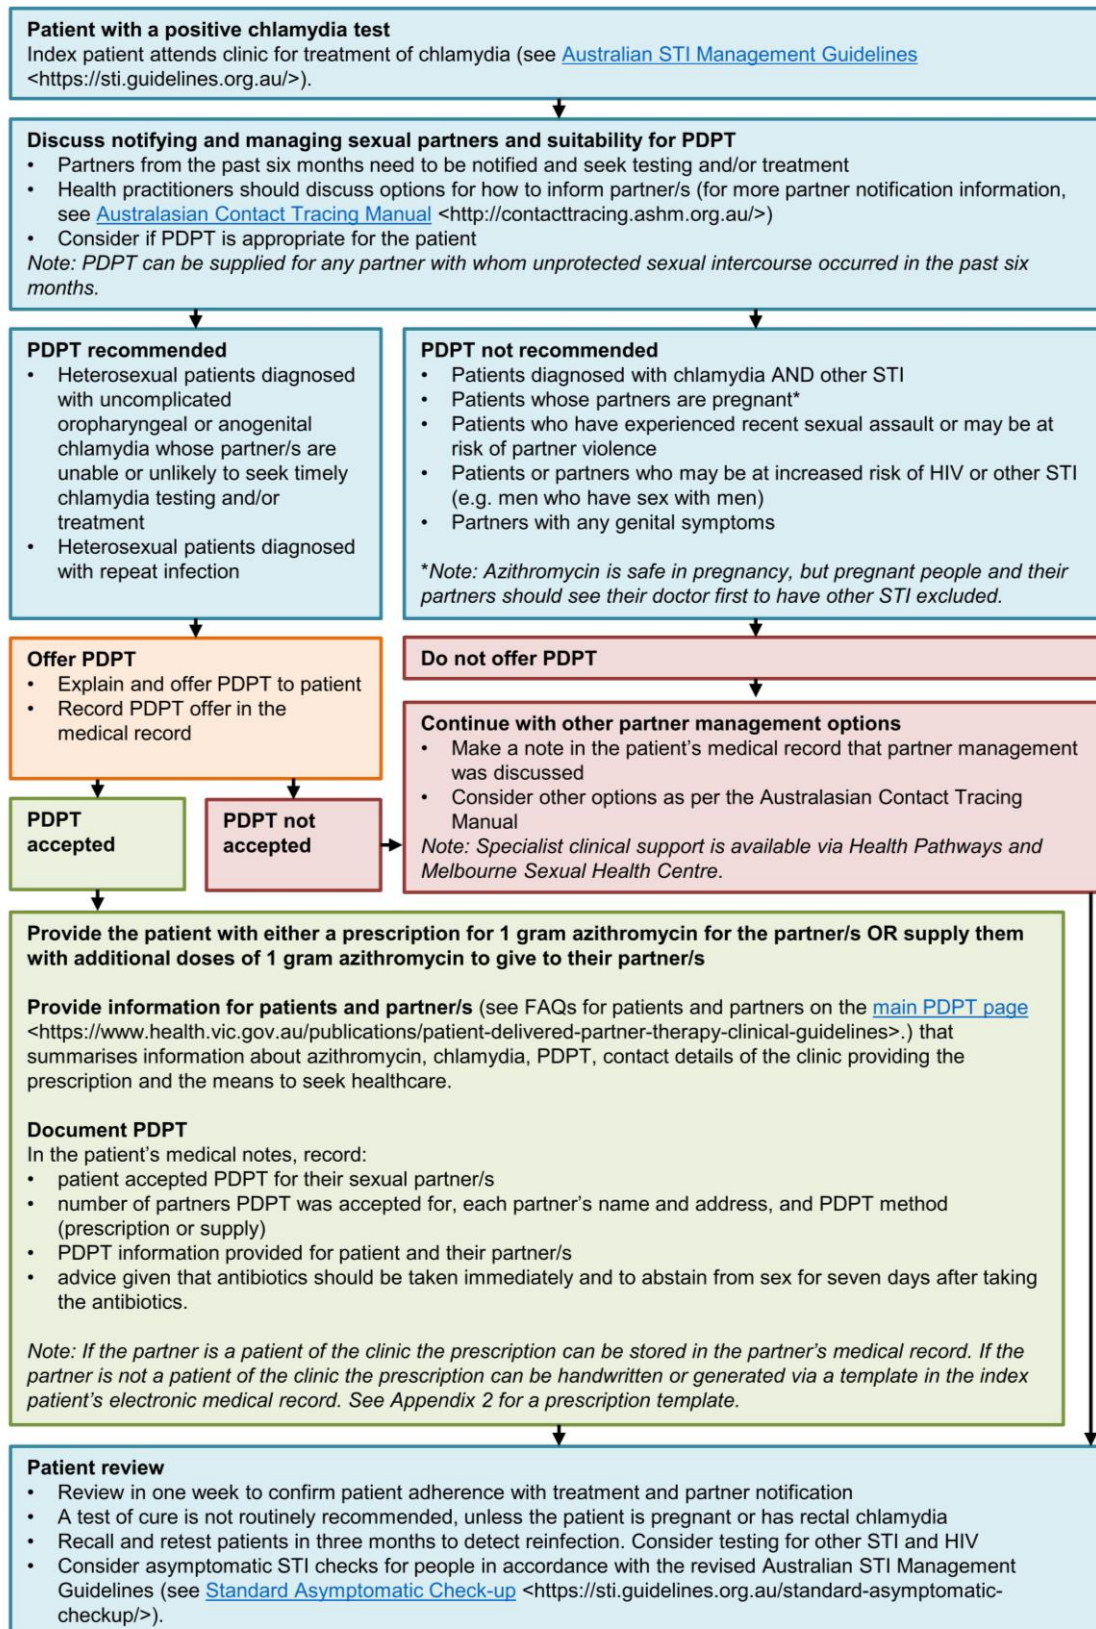 Patient with a positive chlamydia test
Index patient attends clinic for treatment of chlamydia (see Australian STI Management Guidelines
<https://sti.guidelines.org.au/>).
Discuss notifying and managing sexual partners and suitability for PDPT
• Partners from the past six months need to be notified and seek testing and/or treatment
• Health practitioners should discuss options for how to inform partner/s (for more partner notification information,
see Australasian Contact Tracing Manual <http://contacttracing.ashm.org.au/>)
• Consider if PDPT is appropriate for the patient
Note: PDPT can be supplied for any partner with whom unprotected sexual intercourse occurred in the past six
months.
PDPT recommended
• Heterosexual patients diagnosed
with uncomplicated
oropharyngeal or anogenital
chlamydia whose partner/s are
unable or unlikely to seek timely
chlamydia testing and/or
treatment
• Heterosexual patients diagnosed
with repeat infection
PDPT not recommended
• Patients diagnosed with chlamydia AND other STI
• Patients whose partners are pregnant*
• Patients who have experienced recent sexual assault or may be at
risk of partner violence
• Patients or partners who may be at increased risk of HIV or other STI
(e.g. men who have sex with men)
• Partners with any genital symptoms
*Note: Azithromycin is safe in pregnancy, but pregnant people and their
partners should see their doctor first to have other STI excluded.
Offer PDPT
• Explain and offer PDPT to patient
• Record PDPT offer in the
medical record
Do not offer PDPT
Continue with other partner management options
• Make a note in the patient's medical record that partner management
was discussed
• Consider other options as per the Australasian Contact Tracing
Manual
Note: Specialist clinical support is available via Health Pathways and
Melbourne Sexual Health Centre.
PDPT
accepted
PDPT not
accepted
Provide the patient with either a prescription for 1 gram azithromycin for the partner/s OR supply them
with additional doses of 1 gram azithromycin to give to their partner/s
Provide information for patients and partner/s (see FAQs for patients and partners on the main PDPT page
<https://www.health.vic.gov.au/publications/patient-delivered-partner-therapy-clinical-guidelines>.) that
summarises information about azithromycin, chlamydia, PDPT, contact details of the clinic providing the
prescription and the means to seek healthcare.
Document PDPT
In the patient's medical notes, record:
• patient accepted PDPT for their sexual partner/s
• number of partners PDPT was accepted for, each partner's name and address, and PDPT method
(prescription or supply)
• PDPT information provided for patient and their partner/s
• advice given that antibiotics should be taken immediately and to abstain from sex for seven days after taking
the antibiotics.
Note: If the partner is a patient of the clinic the prescription can be stored in the partner's medical record. If the
partner is not a patient of the clinic the prescription can be handwritten or generated via a template in the index
patient's electronic medical record. See Appendix 2 for a prescription template.
Patient review
• Review in one week to confirm patient adherence with treatment and partner notification
• A test of cure is not routinely recommended, unless the patient is pregnant or has rectal chlamydia
• Recall and retest patients in three months to detect reinfection. Consider testing for other STI and HIV
• Consider asymptomatic STI checks for people in accordance with the revised Australian STI Management
Guidelines (see Standard Asymptomatic Check-up <https://sti.guidelines.org.au/standard-asymptomatic-
checkup/>).